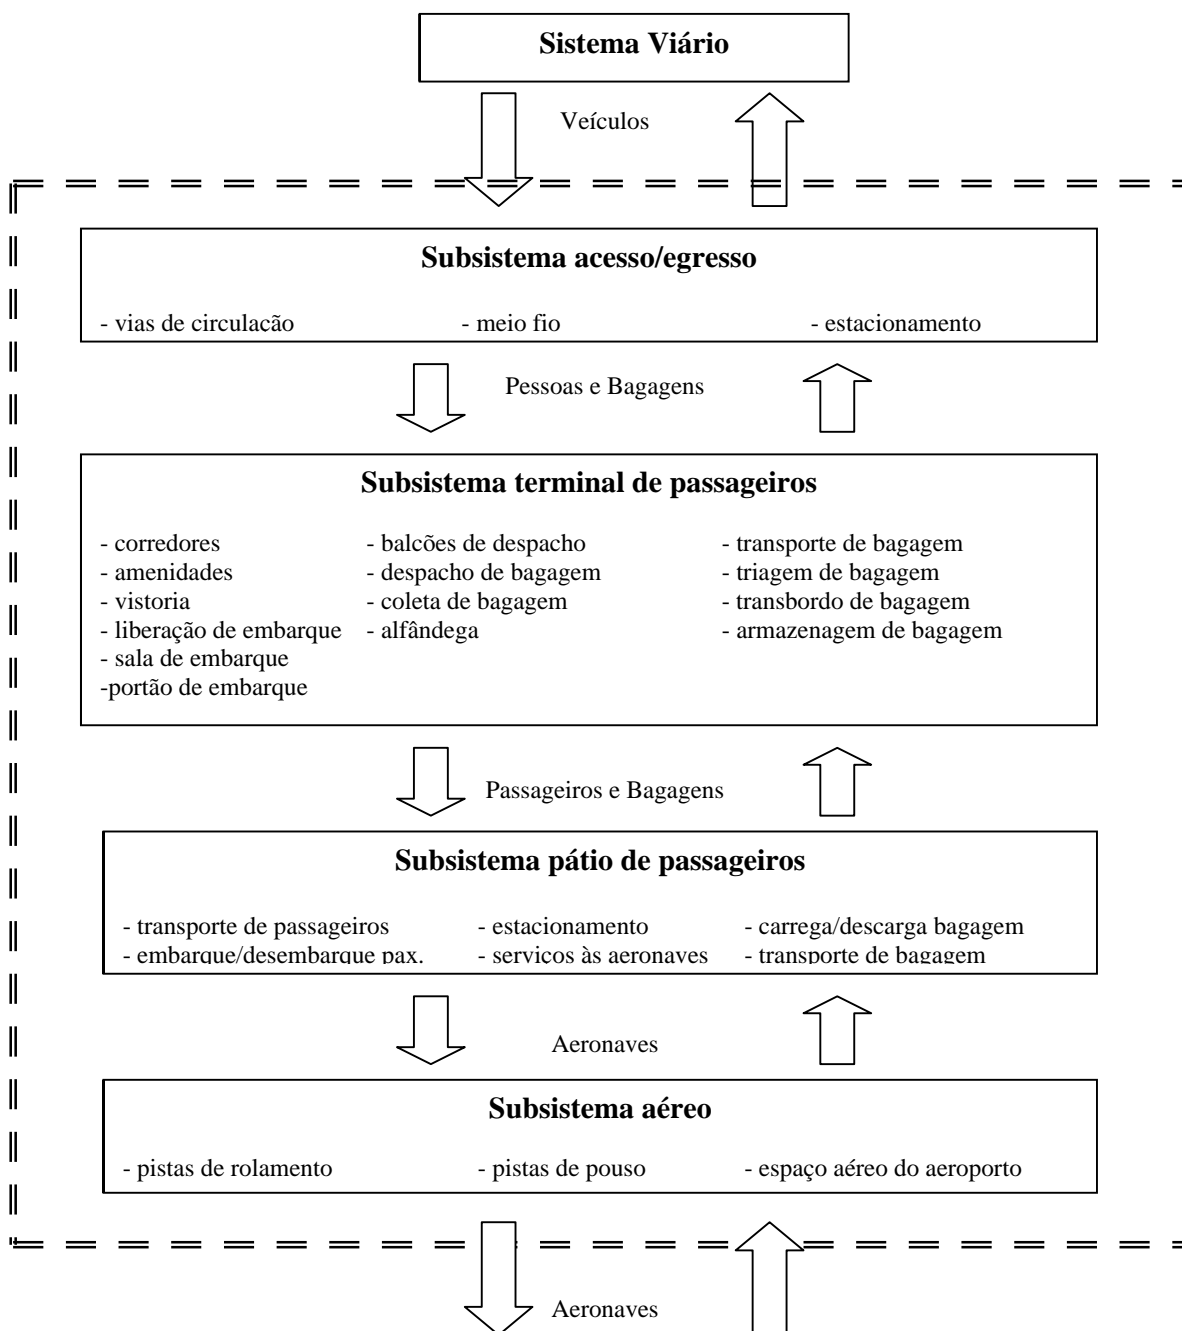 Sistema Viário
Veículos
Subsistema acesso/egresso
- vias de circulação - meio fio - estacionamento
Pessoas e Bagagens
Subsistema terminal de passageiros
- corredores - balcões de despacho - transporte de bagagem
- amenidades - despacho de bagagem - triagem de bagagem
- vistoria - coleta de bagagem - transbordo de bagagem
- liberação de embarque - alfândega - armazenagem de bagagem
- sala de embarque
-portão de embarque
Passageiros e Bagagens
Subsistema pátio de passageiros
- transporte de passageiros - estacionamento - carrega/descarga bagagem
- embarque/desembarque pax. - serviços às aeronaves - transporte de bagagem
Aeronaves
Subsistema aéreo
- pistas de rolamento - pistas de pouso - espaço aéreo do aeroporto
Aeronaves